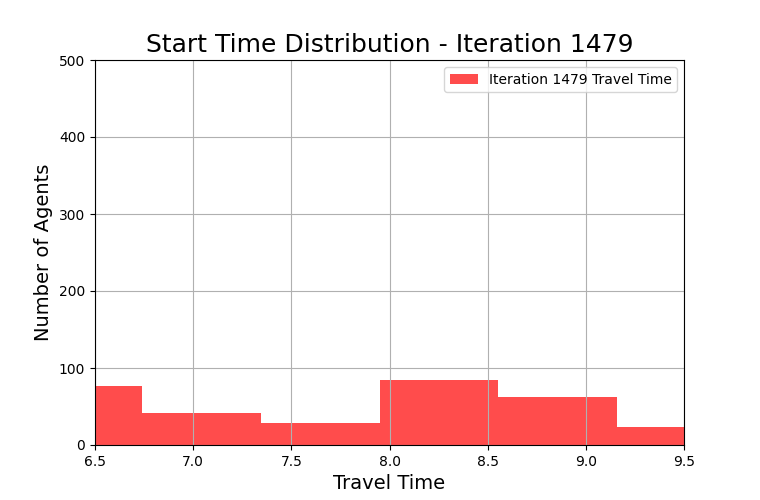 Start Time Distribution - Iteration 1479
Iteration 1479 Travel Time
Number of Agents
500
400
300
200
100
0
6.5 7.0 7.5 8.0 8.5 9.0 9.5
Travel Time